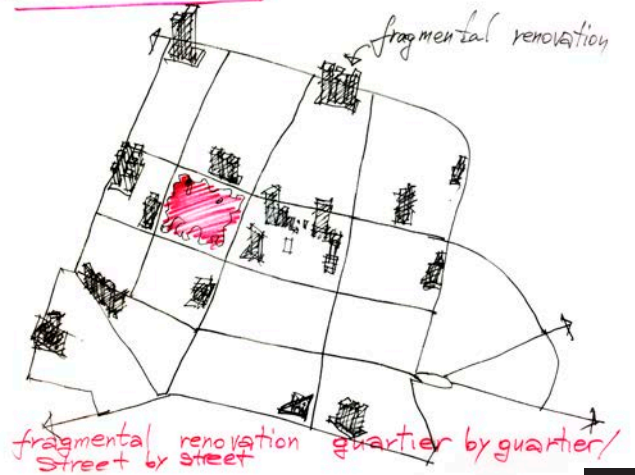 fragmental renovation
fragmental renovation quartier by quartier/
street by street